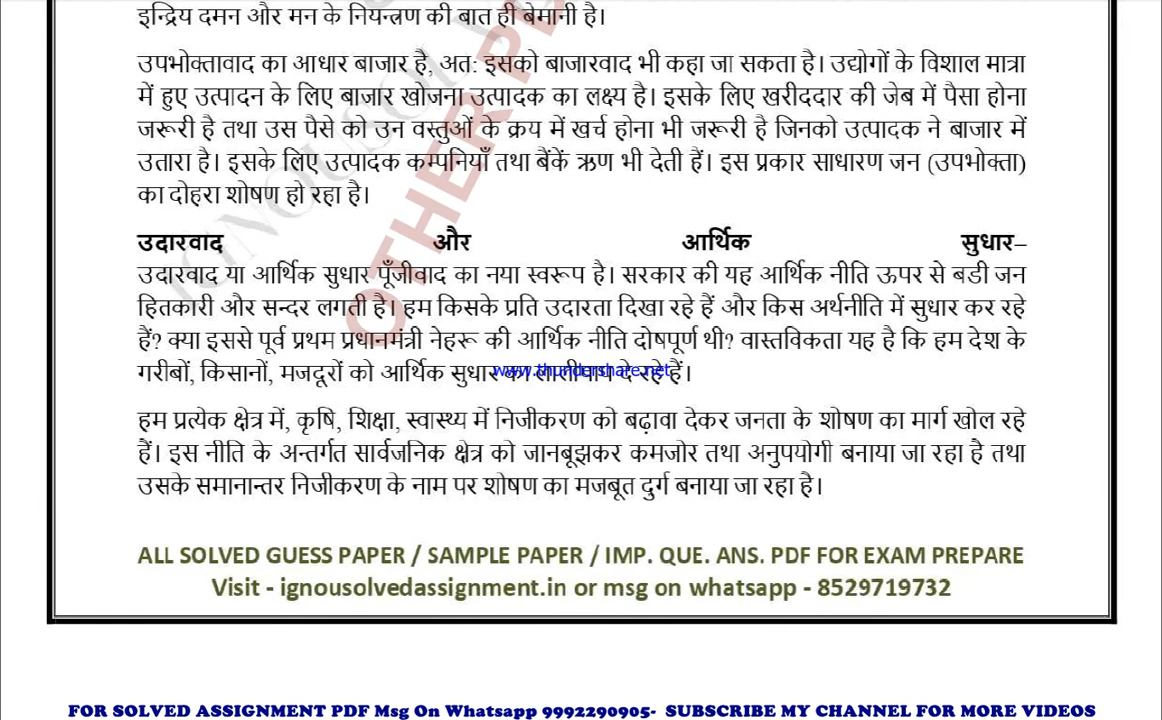 इन्द्रिय दमन और मन के नियन्त्रण की बात ही बेमानी है।
उपभोक्तावाद का आधार बाजार है, अत: इसको बाजारवाद भी कहा जा सकता है। उद्योगों के विशाल मात्रा
में हुए उत्पादन के लिए बाजार खोजना उत्पादक का लक्ष्य है। इसके लिए खरीददार की जेब में पैसा होना
जरूरी है तथा उस पैसे को उन वस्तुओं के क्रय में खर्च होना भी जरूरी है जिनको उत्पादक ने बाजार में
उतारा है। इसके लिए उत्पादक कम्पनियाँ तथा बैंकें ऋण भी देती हैं। इस प्रकार साधारण जन (उपभोक्ता)
का दोहरा शोषण हो रहा है।
उदारवाद और आर्थिक सुधार–
उदारवाद या आर्थिक सुधार पूँजीवाद का नया स्वरूप है। सरकार की यह आर्थिक नीति ऊपर से बडी जन
हितकारी और सन्दर लगती है। हम किसके प्रति उदारता दिखा रहे हैं और किस अर्थनीति में सुधार कर रहे
हैं? क्या इससे पूर्व प्रथम प्रधानमंत्री नेहरू की आर्थिक नीति दोषपूर्ण थी? वास्तविकता यह है कि हम देश के
गरीबों, किसानों, मजदूरों को आर्थिक सुधार का दे रहे हैं।
www.thundershare.net
हम प्रत्येक क्षेत्र में, कृषि, शिक्षा, स्वास्थ्य में निजीकरण को बढ़ावा देकर जनता के शोषण का मार्ग खोल रहे
हैं। इस नीति के अन्तर्गत सार्वजनिक क्षेत्र को जानबूझकर कमजोर तथा अनुपयोगी बनाया जा रहा है तथा
उसके समानान्तर निजीकरण के नाम पर शोषण का मजबूत दुर्ग बनाया जा रहा है।
OTHER
ALL SOLVED GUESS PAPER / SAMPLE PAPER / IMP. QUE. ANS. PDF FOR EXAM PREPARE
Visit - ignousolvedassignment.in or msg on whatsapp - 8529719732
FOR SOLVED ASSIGNMENT PDF Msg On Whatsapp 9992290905- SUBSCRIBE MY CHANNEL FOR MORE VIDEOS